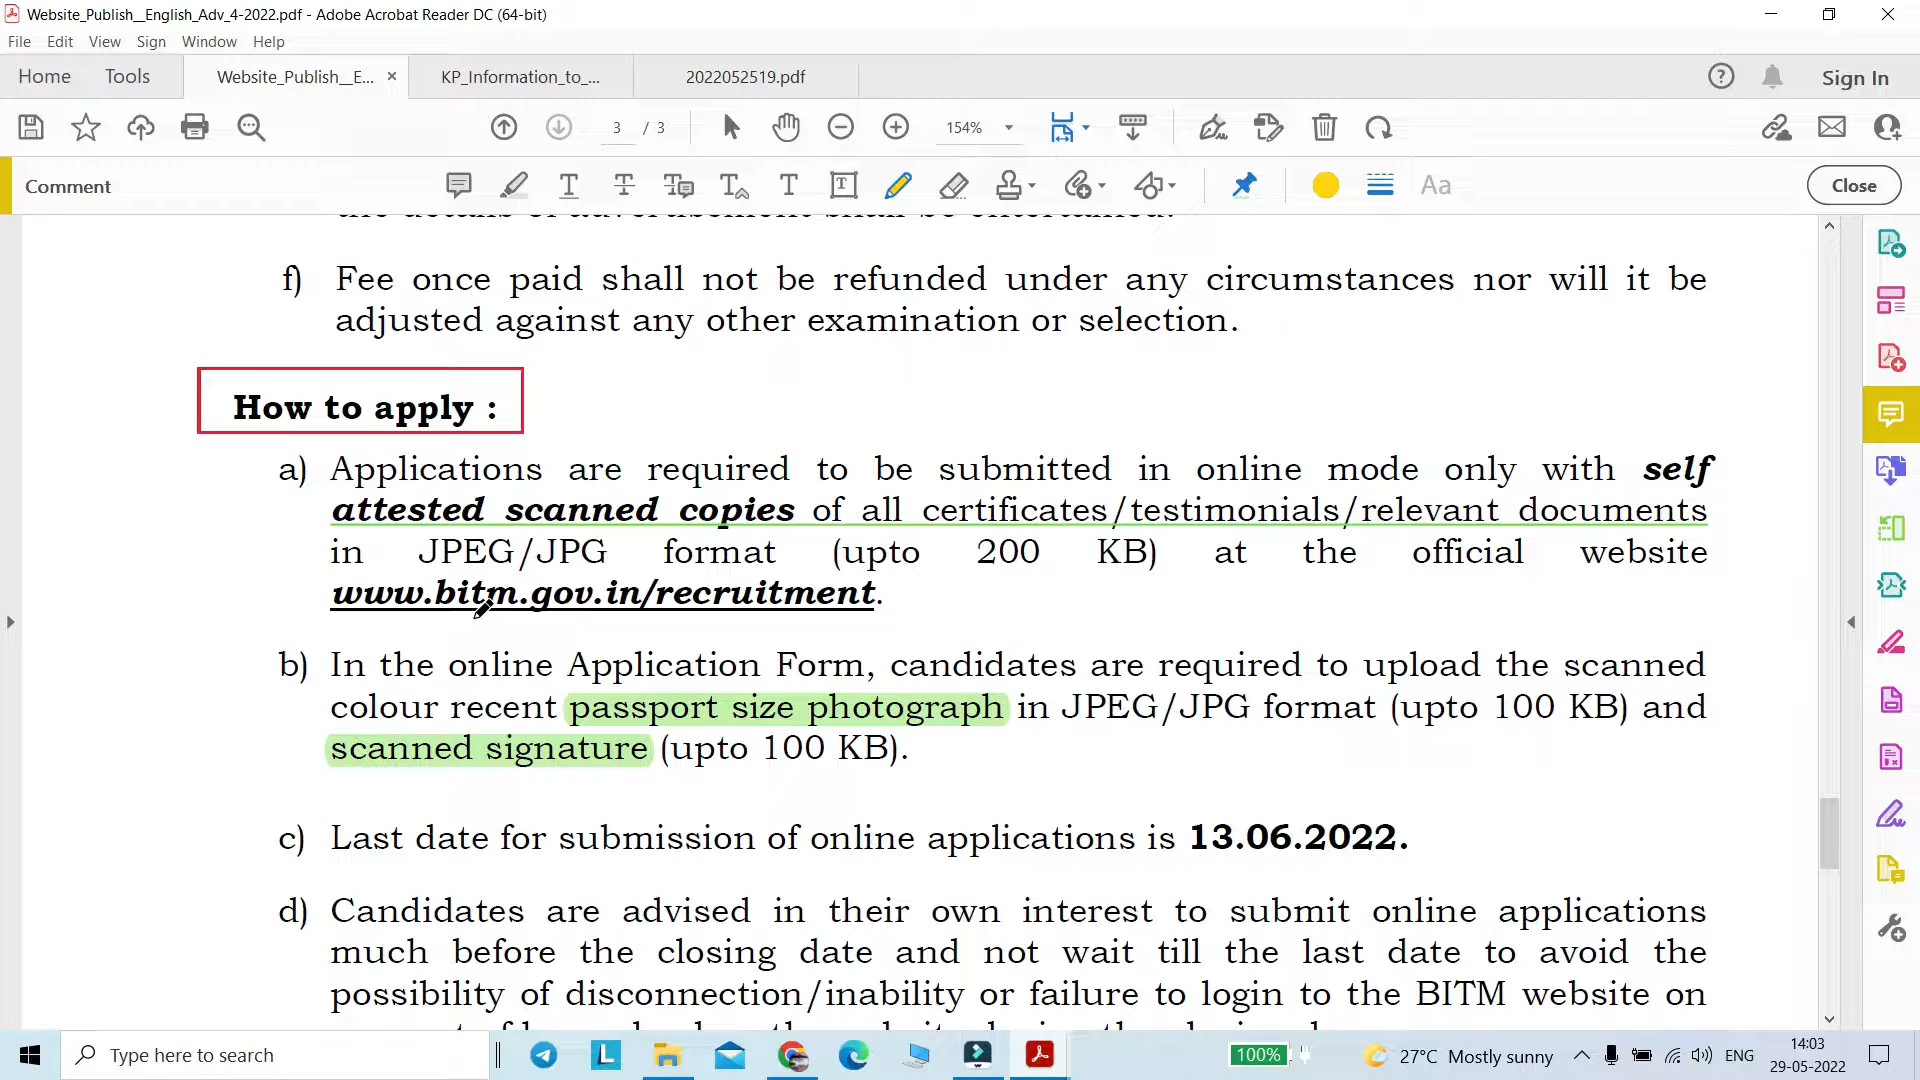 Website_Publish__English_Adv_4-2022.pdf - Adobe Acrobat Reader DC (64-bit)
File Edit View Sign Window Help
Home Tools Website_Publish__E... × KP_Information_to_... 2022052519.pdf Sign In
3 / 3 154%
Comment Aa Close
the details of advertisement shall be entertained.
f) Fee once paid shall not be refunded under any circumstances nor will it be
adjusted against any other examination or selection.
How to apply :
a) Applications are required to be submitted in online mode only with self
attested scanned copies of all certificates/testimonials/relevant documents
in JPEG/JPG format (upto 200 KB) at the official website
www.bitm.gov.in/recruitment.
b) In the online Application Form, candidates are required to upload the scanned
colour recent passport size photograph in JPEG/JPG format (upto 100 KB) and
scanned signature (upto 100 KB).
c) Last date for submission of online applications is 13.06.2022.
d) Candidates are advised in their own interest to submit online applications
much before the closing date and not wait till the last date to avoid the
possibility of disconnection/inability or failure to login to the BITM website on
Type here to search L 100% 27°C Mostly sunny ENG 14:03
29-05-2022